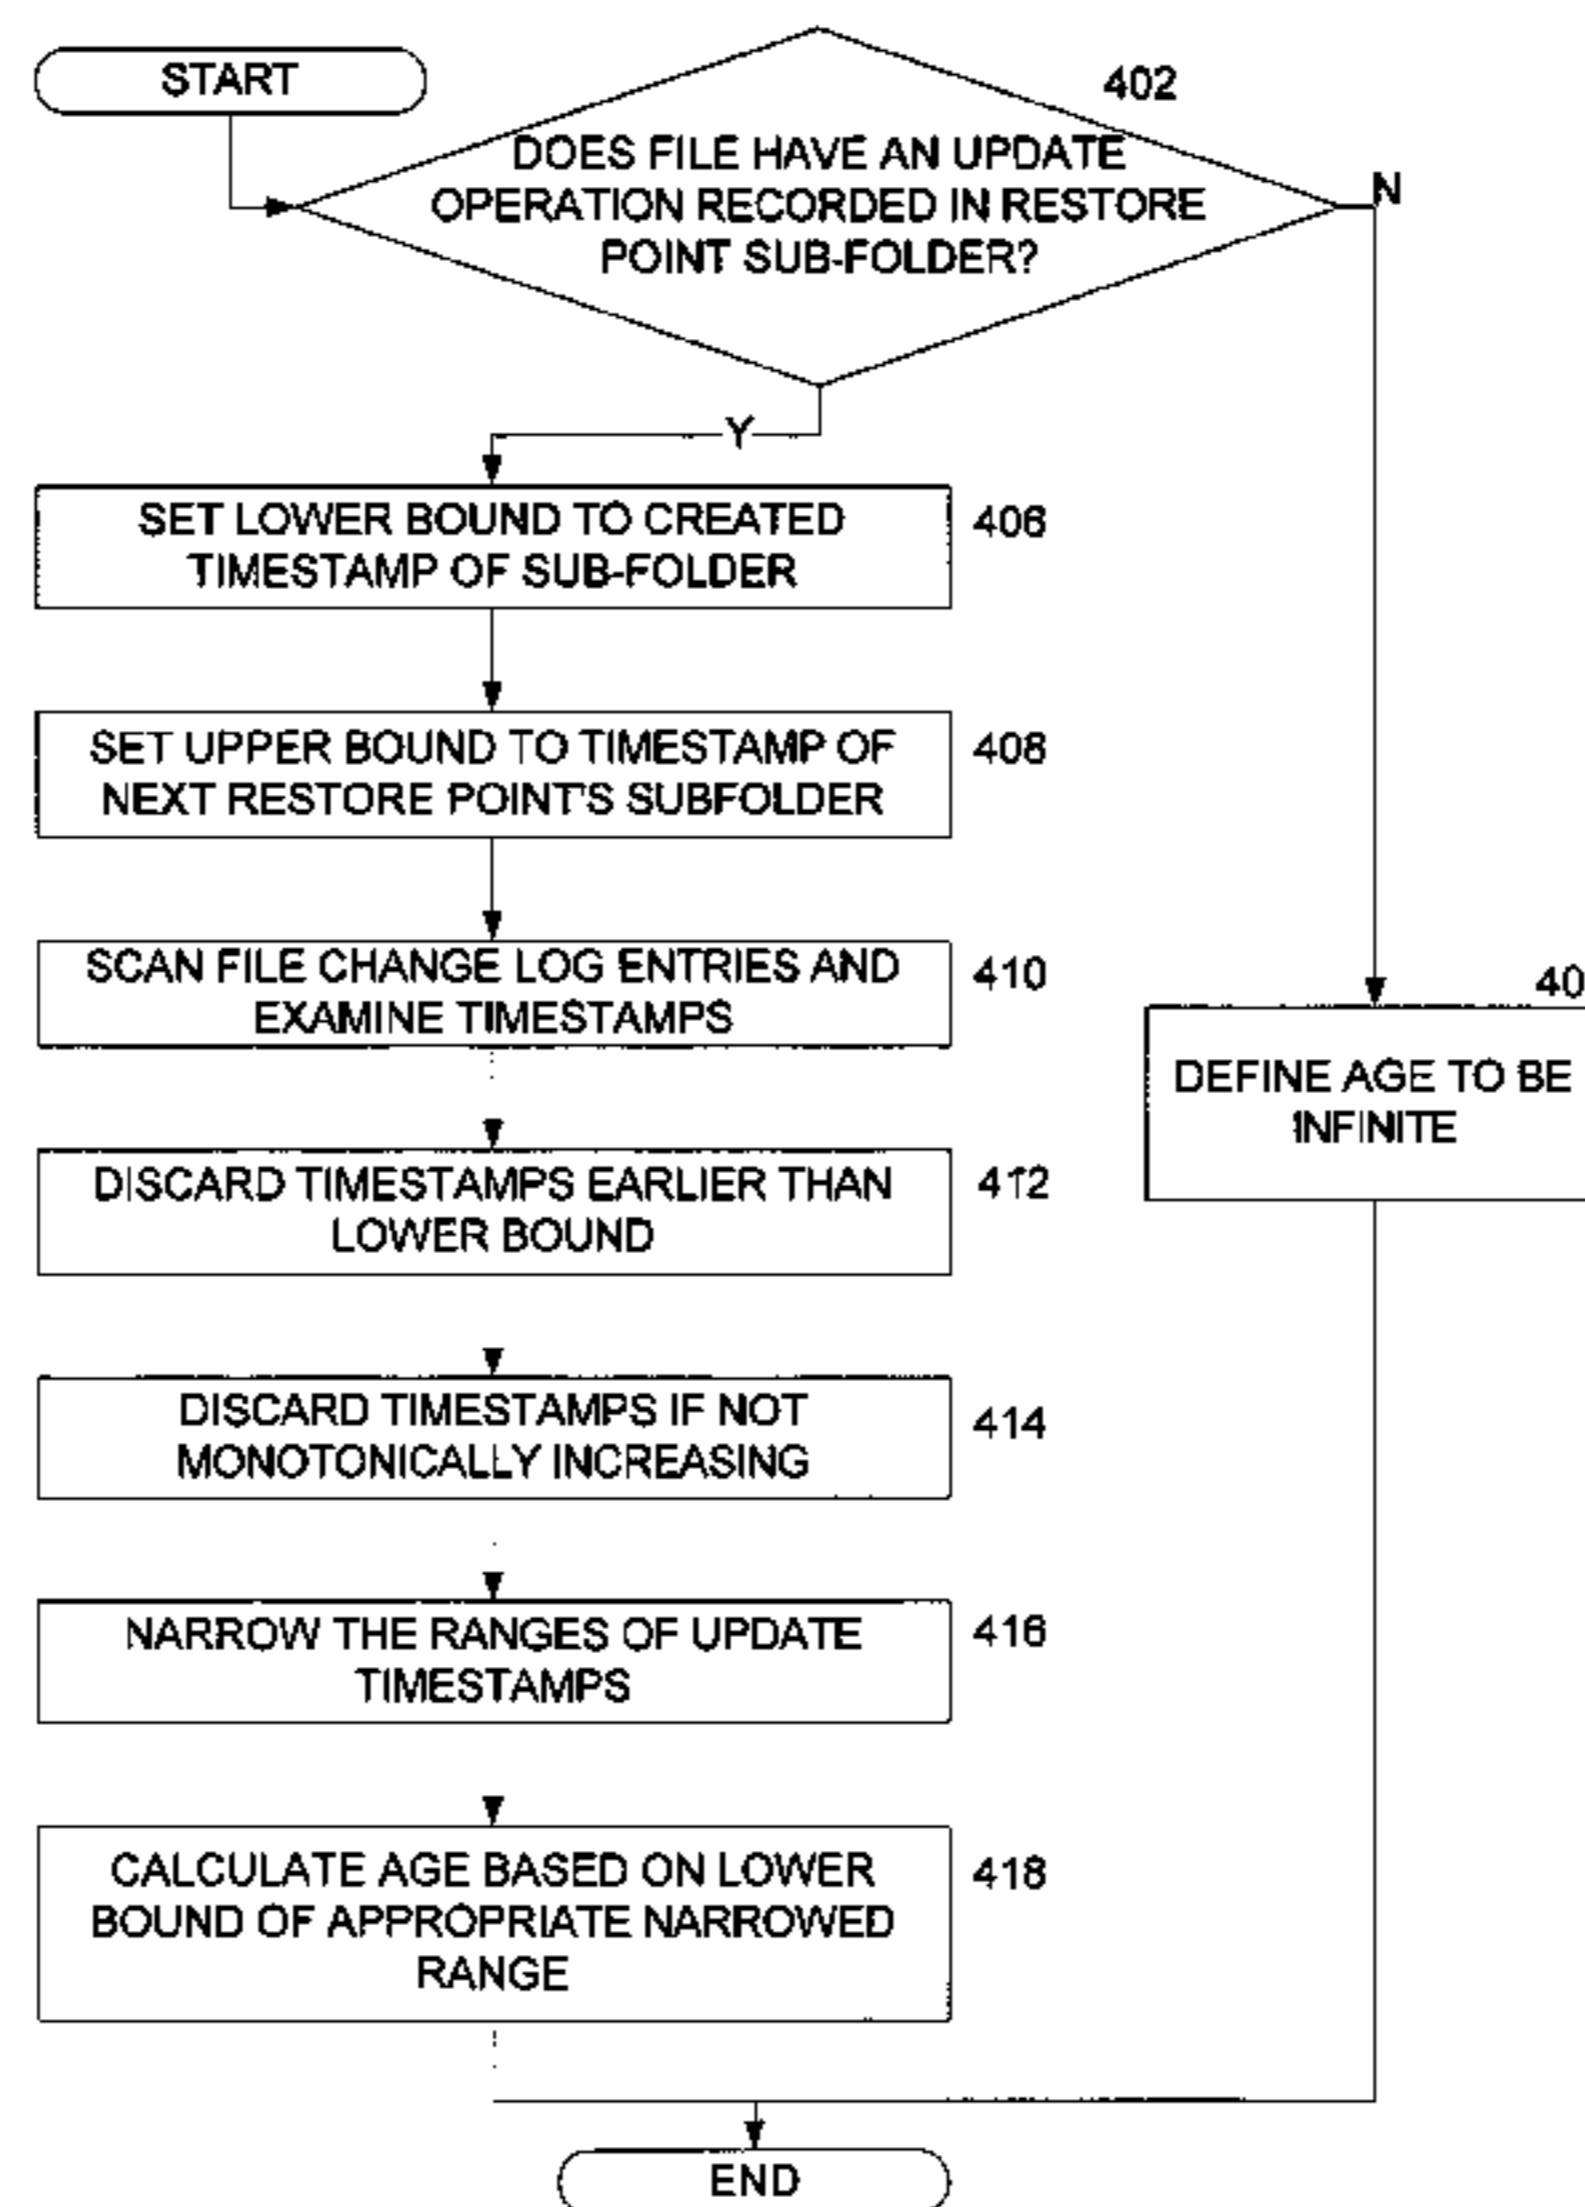 START
402
DOES FILE HAVE AN UPDATE
OPERATION RECORDED IN RESTORE
POINT SUB-FOLDER?
N
Y
SET LOWER BOUND TO CREATED
TIMESTAMP OF SUB-FOLDER
406
SET UPPER BOUND TO TIMESTAMP OF
NEXT RESTORE POINT'S SUBFOLDER
408
SCAN FILE CHANGE LOG ENTRIES AND
EXAMINE TIMESTAMPS
410
40
DEFINE AGE TO BE
INFINITE
DISCARD TIMESTAMPS EARLIER THAN
LOWER BOUND
412
DISCARD TIMESTAMPS IF NOT
MONOTONICALLY INCREASING
414
NARROW THE RANGES OF UPDATE
TIMESTAMPS
416
CALCULATE AGE BASED ON LOWER
BOUND OF APPROPRIATE NARROWED
RANGE
418
END